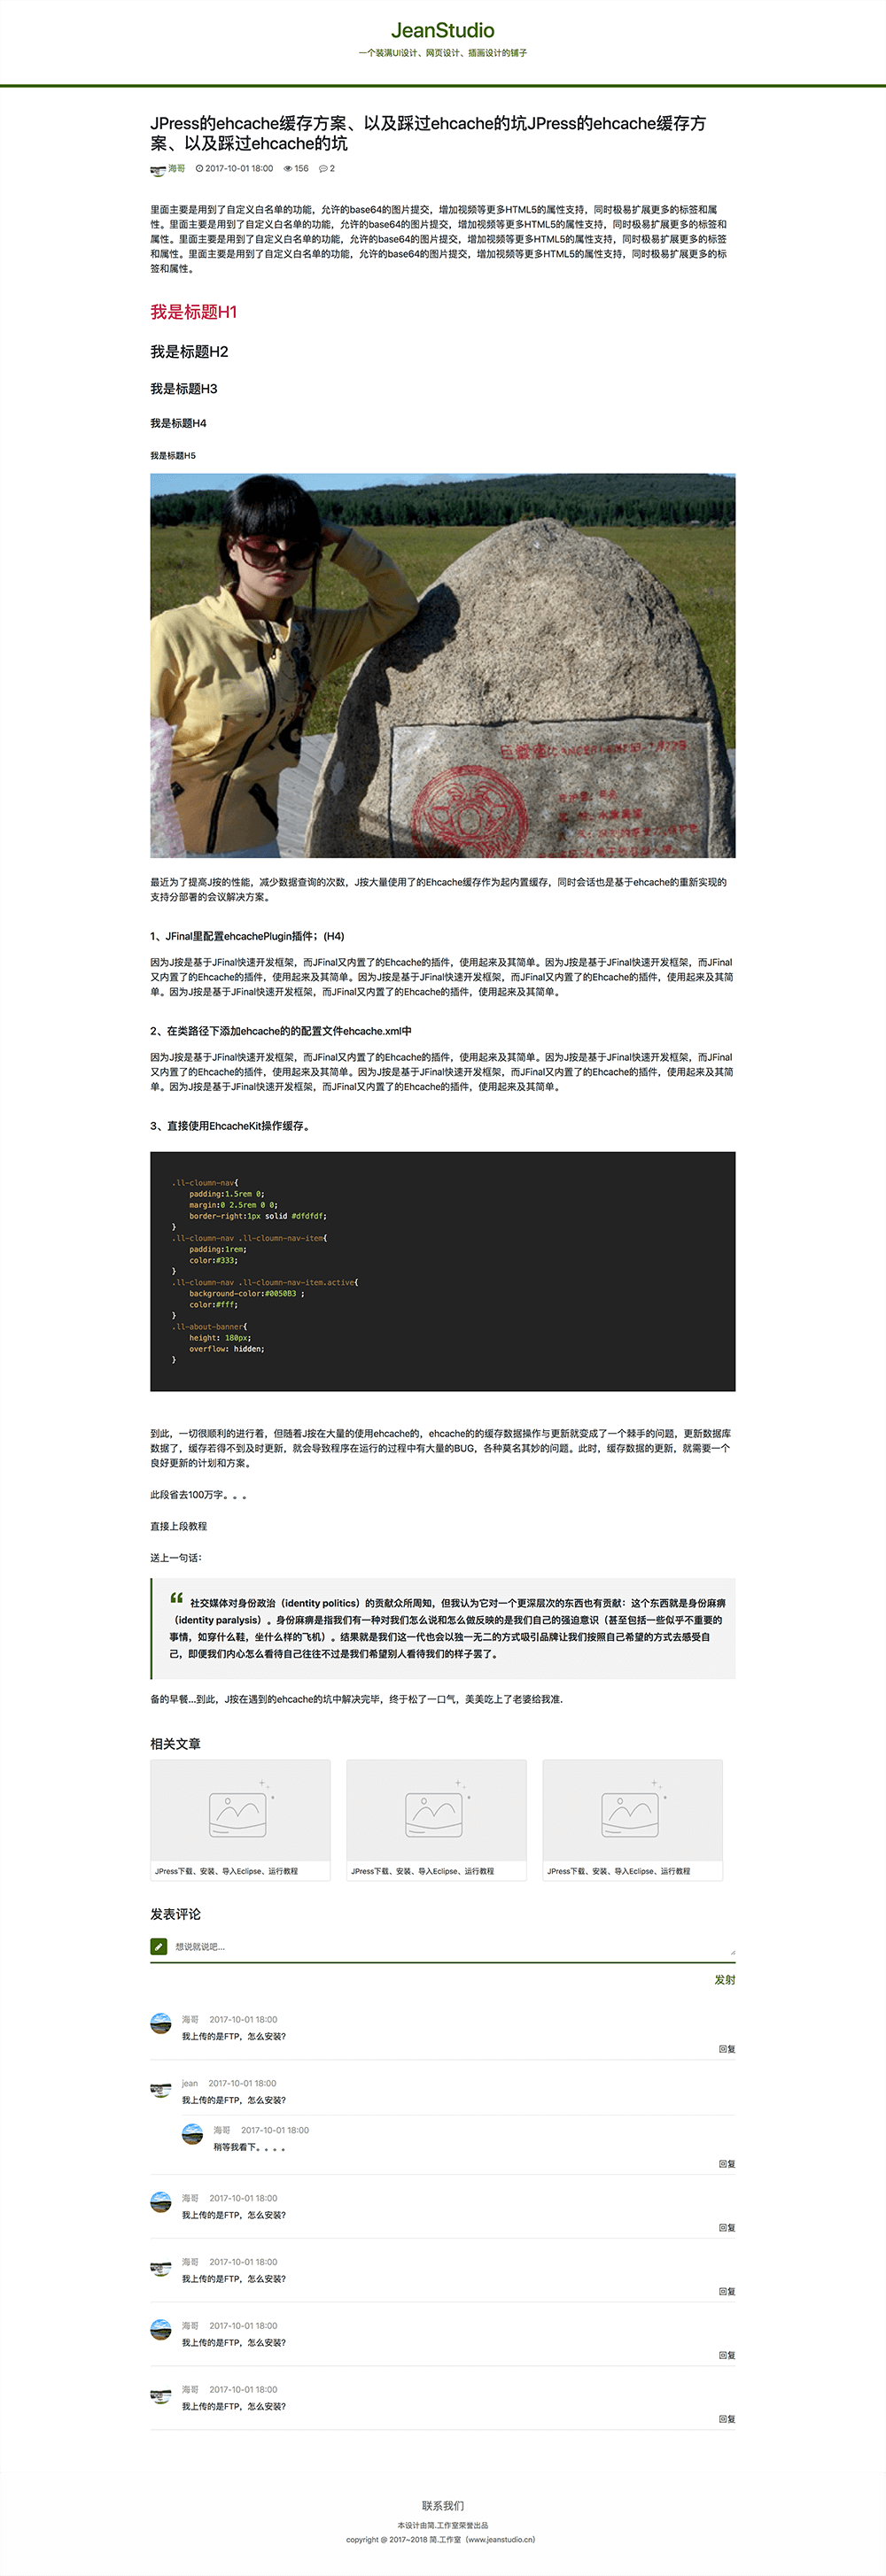 JeanStudio
一个装满UI设计、网页设计、插画设计的铺子
JPress的ehcache缓存方案、以及踩过ehcache的坑JPress的ehcache缓存方
案、以及踩过ehcache的坑
海哥 2017-10-01 18:00 156 2
里面主要是用到了自定义白名单的功能，允许的base64的图片提交，增加视频等更多HTML5的属性支持，同时极易扩展更多的标签和属
性。里面主要是用到了自定义白名单的功能，允许的base64的图片提交，增加视频等更多HTML5的属性支持，同时极易扩展更多的标签和
属性。里面主要是用到了自定义白名单的功能，允许的base64的图片提交，增加视频等更多HTML5的属性支持，同时极易扩展更多的标签
和属性。里面主要是用到了自定义白名单的功能，允许的base64的图片提交，增加视频等更多HTML5的属性支持，同时极易扩展更多的标
签和属性。
我是标题H1
我是标题H2
我是标题H3
我是标题H4
我是标题H5
最近为了提高J按的性能，减少数据查询的次数，J按大量使用了的Ehcache缓存作为起内置缓存，同时会话也是基于ehcache的重新实现的
支持分部署的会议解决方案。
1、JFinal里配置ehcachePlugin插件；(H4)
因为J按是基于JFinal快速开发框架，而JFinal又内置了的Ehcache的插件，使用起来及其简单。因为J按是基于JFinal快速开发框架，而JFinal
又内置了的Ehcache的插件，使用起来及其简单。因为J按是基于JFinal快速开发框架，而JFinal又内置了的Ehcache的插件，使用起来及其简
单。因为J按是基于JFinal快速开发框架，而JFinal又内置了的Ehcache的插件，使用起来及其简单。
2、在类路径下添加ehcache的的配置文件ehcache.xml中
因为J按是基于JFinal快速开发框架，而JFinal又内置了的Ehcache的插件，使用起来及其简单。因为J按是基于JFinal快速开发框架，而JFinal
又内置了的Ehcache的插件，使用起来及其简单。因为J按是基于JFinal快速开发框架，而JFinal又内置了的Ehcache的插件，使用起来及其简
单。因为J按是基于JFinal快速开发框架，而JFinal又内置了的Ehcache的插件，使用起来及其简单。
3、直接使用EhcacheKit操作缓存。
.ll-cloumn-nav{
padding:1.5rem 0;
margin:0 2.5rem 0 0;
border-right:1px solid #dfdfdf;
}
.ll-cloumn-nav .ll-cloumn-nav-item{
padding:1rem;
color:#333;
}
.ll-cloumn-nav .ll-cloumn-nav-item.active{
background-color:#0050B3 ;
color:#fff;
}
.ll-about-banner{
height: 180px;
overflow: hidden;
}
到此，一切很顺利的进行着，但随着J按在大量的使用ehcache的，ehcache的的缓存数据操作与更新就变成了一个棘手的问题，更新数据库
数据了，缓存若得不到及时更新，就会导致程序在运行的过程中有大量的BUG，各种莫名其妙的问题。此时，缓存数据的更新，就需要一个
良好更新的计划和方案。
此段省去100万字。。。
直接上段教程
送上一句话：
“ 社交媒体对身份政治（identity politics）的贡献众所周知，但我认为它对一个更深层次的东西也有贡献：这个东西就是身份麻痹
（identity paralysis）。身份麻痹是指我们有一种对我们怎么说和怎么做反映的是我们自己的强迫意识（甚至包括一些似乎不重要的
事情，如穿什么鞋，坐什么样的飞机）。结果就是我们这一代也会以独一无二的方式吸引品牌让我们按照自己希望的方式去感受自
己，即便我们内心怎么看待自己往往不过是我们希望别人看待我们的样子罢了。
备的早餐...到此，J按在遇到的ehcache的坑中解决完毕，终于松了一口气，美美吃上了老婆给我准.
相关文章
JPress下载、安装、导入Eclipse、运行教程
JPress下载、安装、导入Eclipse、运行教程
JPress下载、安装、导入Eclipse、运行教程
发表评论
想说就说吧...
发射
海哥 2017-10-01 18:00
我上传的是FTP，怎么安装?
回复
jean 2017-10-01 18:00
我上传的是FTP，怎么安装?
海哥 2017-10-01 18:00
稍等我看下。。。。
回复
海哥 2017-10-01 18:00
我上传的是FTP，怎么安装?
回复
海哥 2017-10-01 18:00
我上传的是FTP，怎么安装?
回复
海哥 2017-10-01 18:00
我上传的是FTP，怎么安装?
回复
海哥 2017-10-01 18:00
我上传的是FTP，怎么安装?
回复
联系我们
本设计由简.工作室荣誉出品
copyright @ 2017~2018 简.工作室（www.jeanstudio.cn）